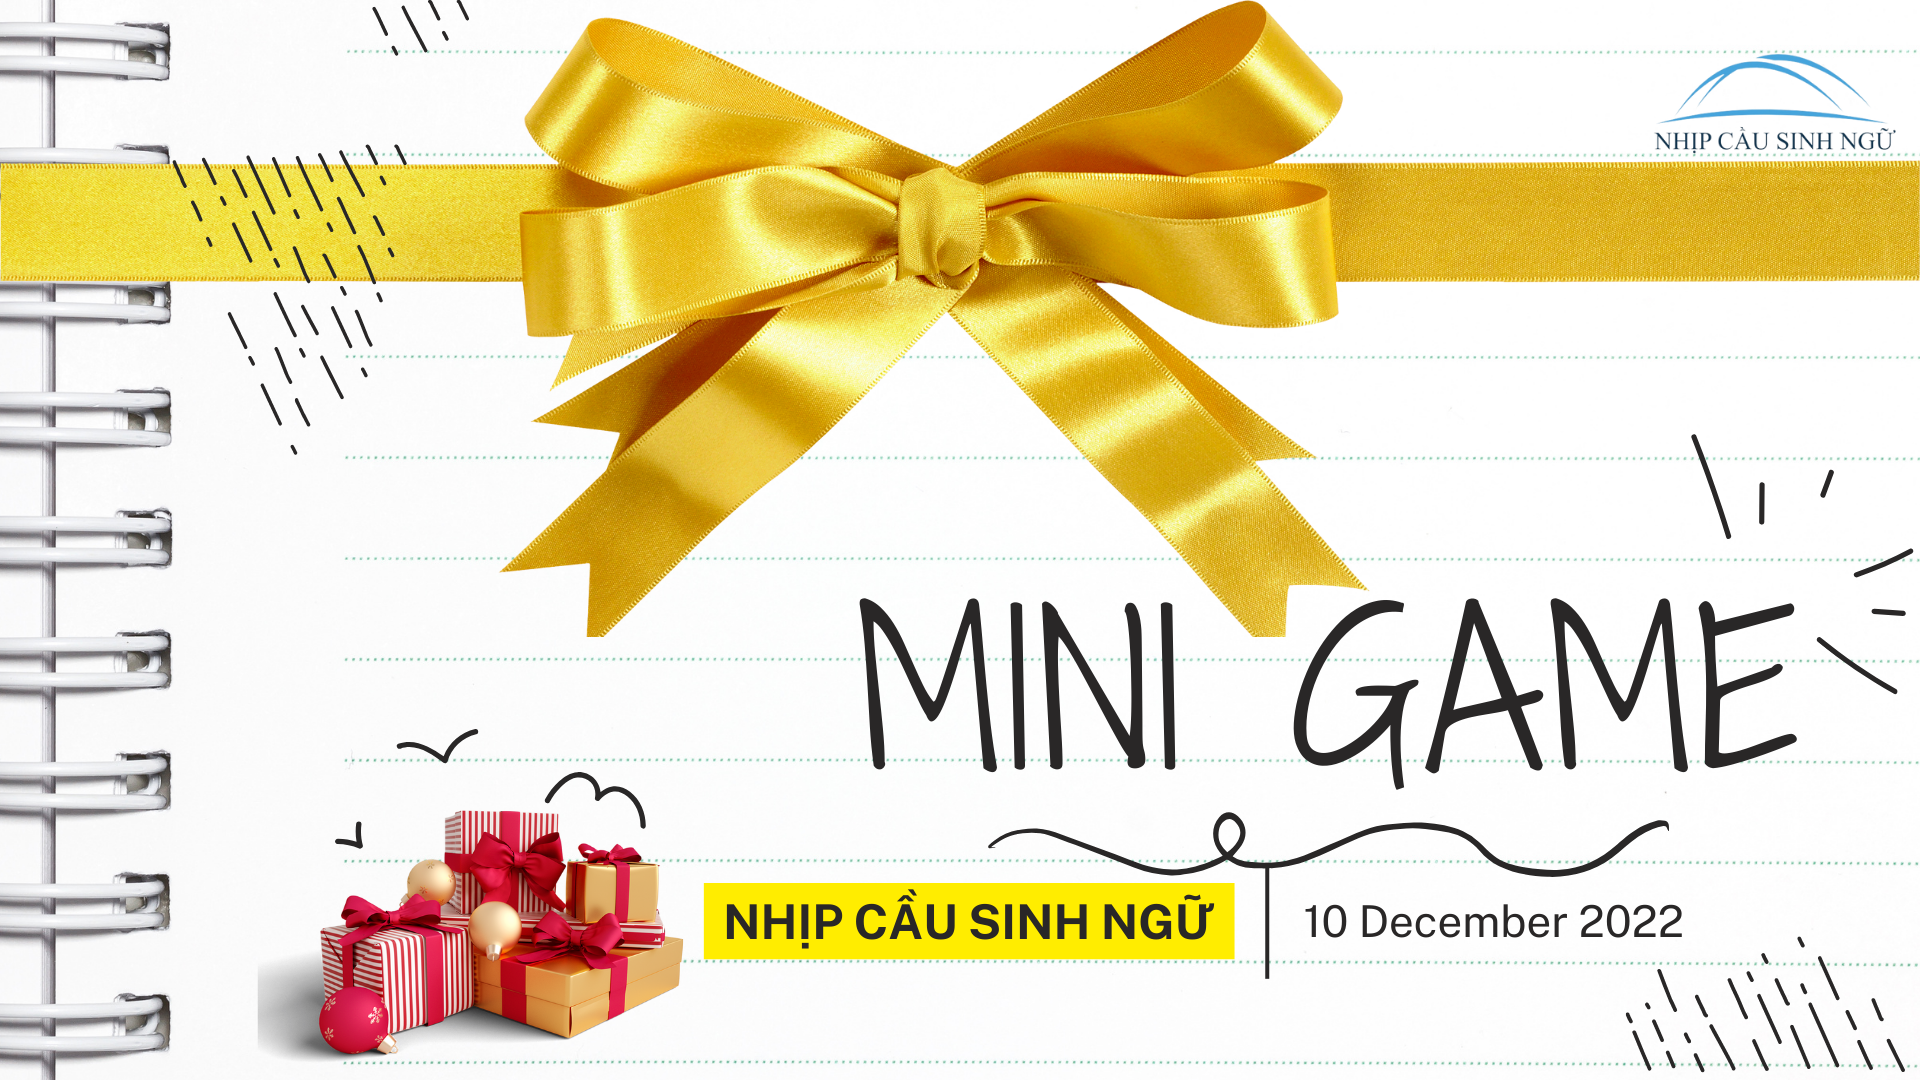 NHỊP CẦU SINH NGỮ
MINI GAME
NHỊP CẦU SINH NGỮ
10 December 2022